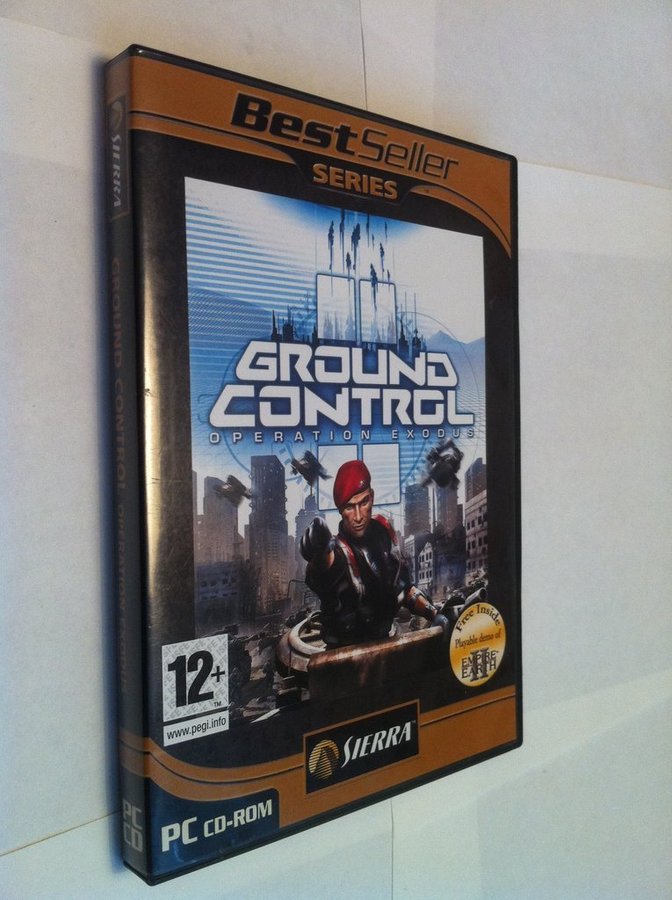 BestSeller
SERIES
GROUND
CONTROL
OPERATION EXODUS
Free Inside
Playable demo of
EMPIRE
EARTH
II
12+
TM
www.pegi.info
SIERRA
PC CD-ROM
SIERRA
GROUND CONTROL OPERATION
PC
CD